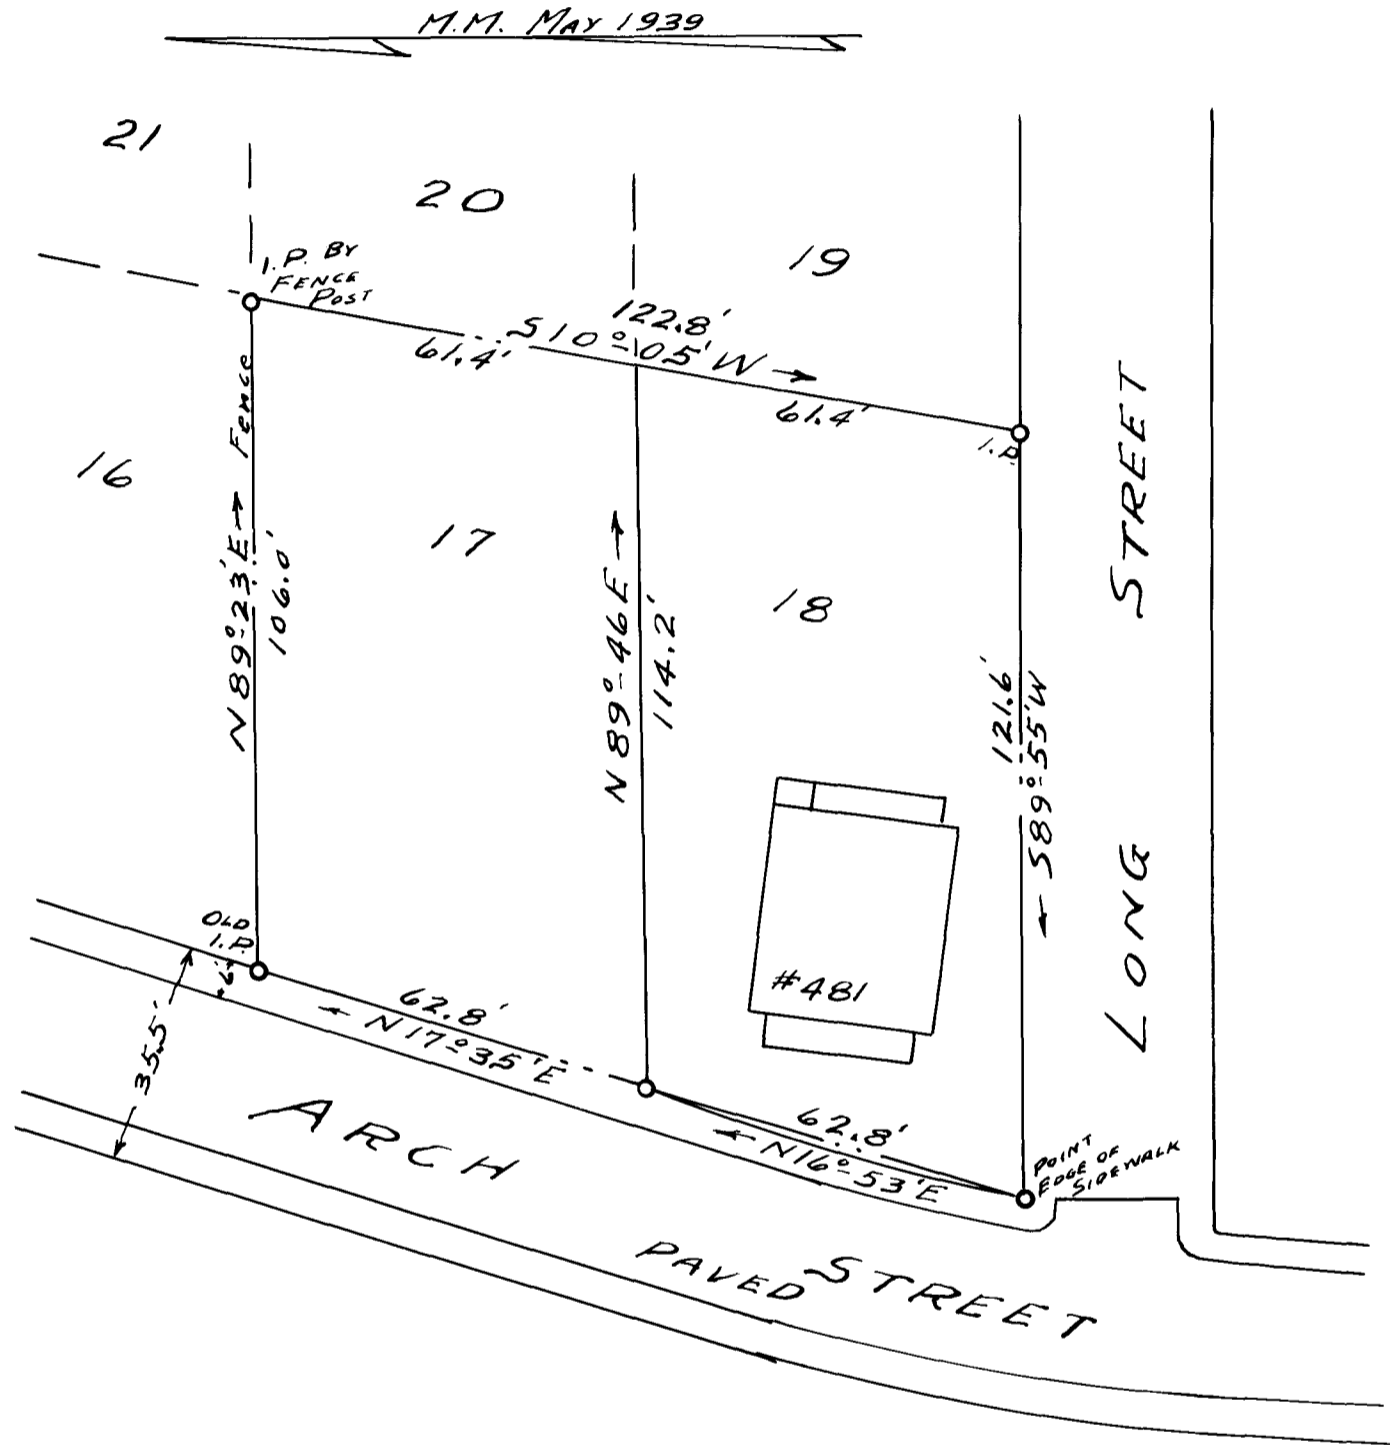 M.M. MAY 1939
21
20
19
I.P. BY
FENCE
POST
122.8'
S10°-05'W →
61.4'
61.4'
I.P.
16
17
18
N89°-23'E → Fence
106.0'
N89°-46E →
114.2'
121.6'
← S89°-55'W
LONG STREET
#481
OLD
I.P.
6'
35.5'
62.8'
← N17°-35'E
62.8'
← N16°-53'E
POINT
EDGE OF
SIDEWALK
ARCH STREET
PAVED